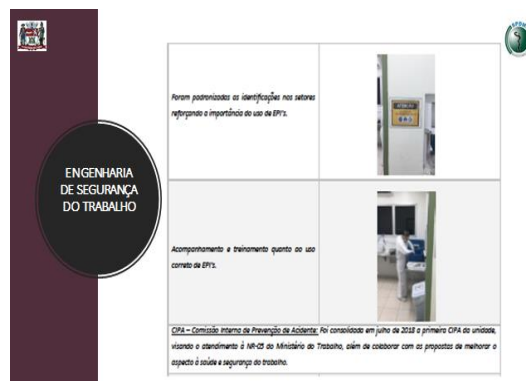 ENGENHARIA
DE SEGURANÇA
DO TRABALHO
Foram padronizadas as identificações nos setores
reforçando a importância do uso de EPI's.
ATENÇÃO
Acompanhamento e treinamento quanto ao uso
correto de EPI's.
CIPA – Comissão Interna de Prevenção de Acidente: Foi consolidada em julho de 2018 a primeira CIPA da unidade,
visando o atendimento à NR-05 do Ministério do Trabalho, além de colaborar com as propostas de melhorar o
aspecto à saúde e segurança do trabalho.